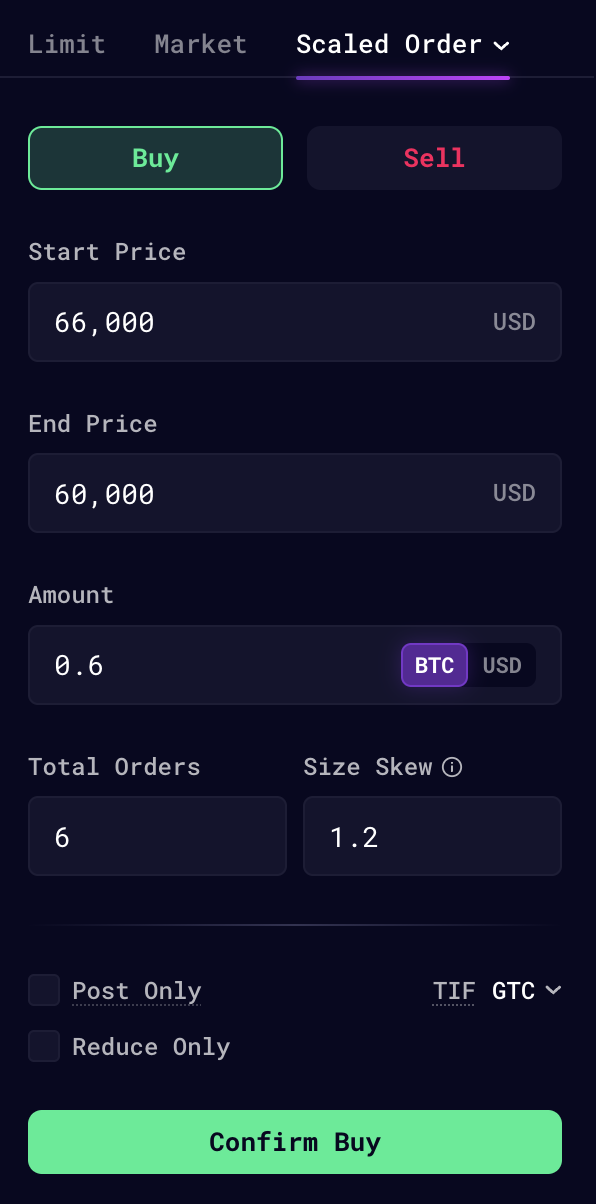 Limit Market Scaled Order
Buy Sell
Start Price
66,000 USD
End Price
60,000 USD
Amount
0.6 BTC USD
Total Orders Size Skew
6 1.2
Post Only TIF GTC
Reduce Only
Confirm Buy